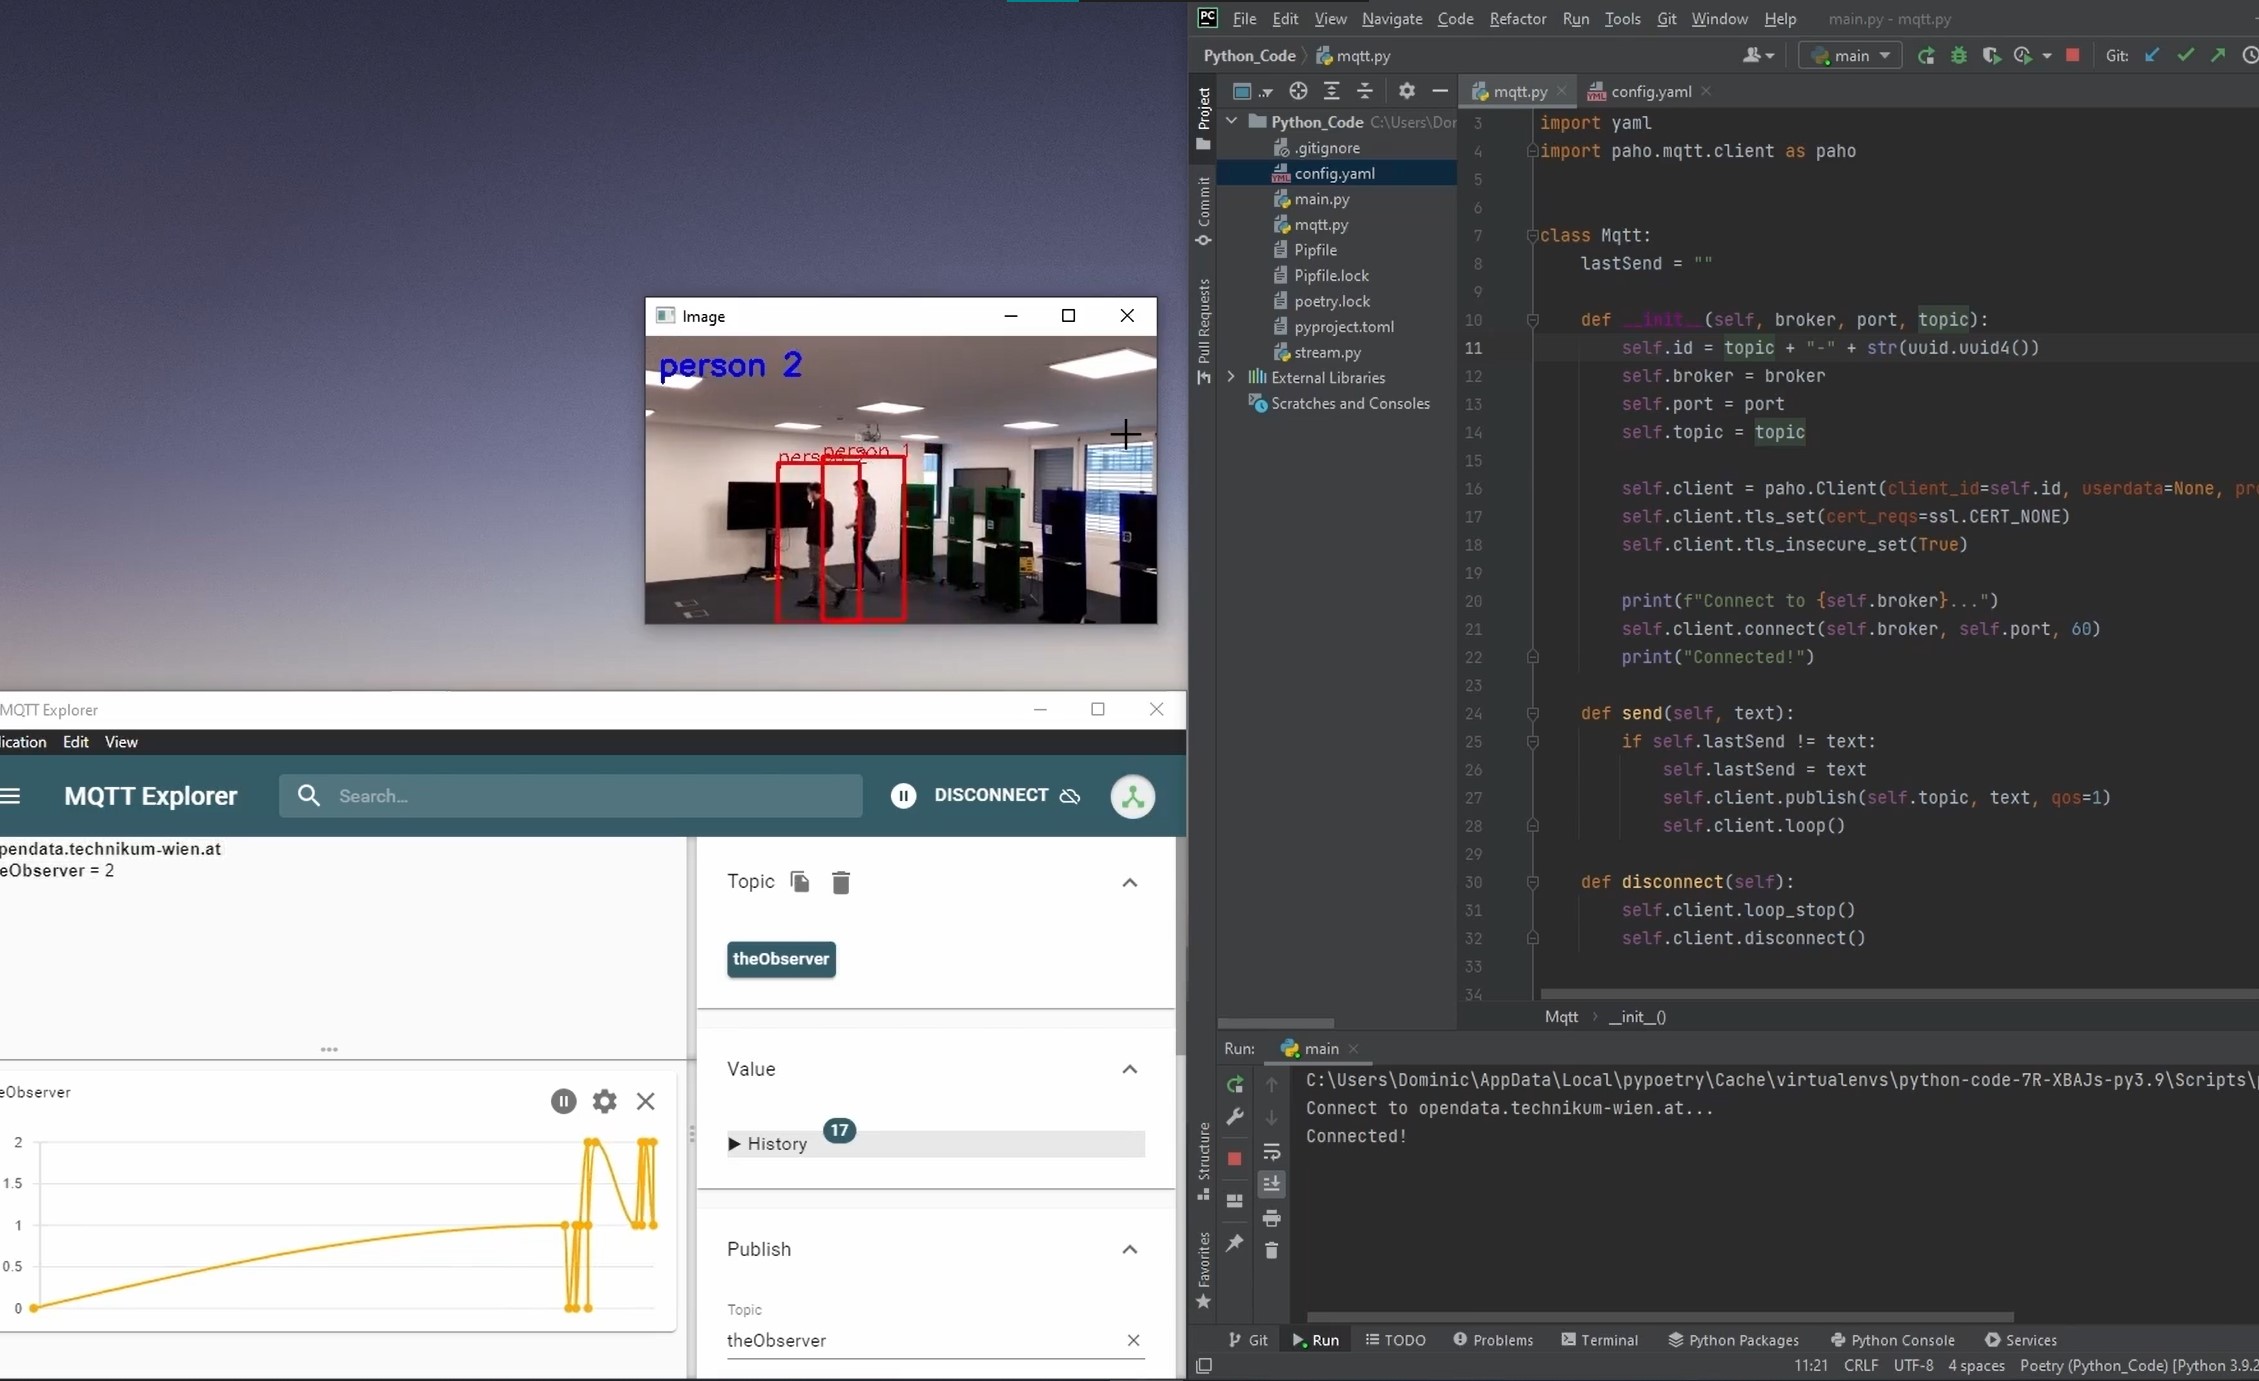 Image
person 2
person 1
MQTT Explorer
ication Edit View
MQTT Explorer
Search...
DISCONNECT
pendata.technikum-wien.at
eObserver = 2
Topic
theObserver
Value
History
17
Publish
Topic
theObserver
eObserver
2
1.5
1
0.5
0
PC File Edit View Navigate Code Refactor Run Tools Git Window Help main.py - mqtt.py
Python_Code mqtt.py
main
Git:
Project
Commit
Pull Requests
Structure
Favorites
mqtt.py
config.yaml
Python_Code C:\Users\Dor
.gitignore
config.yaml
main.py
mqtt.py
Pipfile
Pipfile.lock
poetry.lock
pyproject.toml
stream.py
External Libraries
Scratches and Consoles
3 import yaml
4 import paho.mqtt.client as paho
5
6
7 class Mqtt:
8 lastSend = ""
9
10 def __init__(self, broker, port, topic):
11 self.id = topic + "-" + str(uuid.uuid4())
12 self.broker = broker
13 self.port = port
14 self.topic = topic
15
16 self.client = paho.Client(client_id=self.id, userdata=None, pro
17 self.client.tls_set(cert_reqs=ssl.CERT_NONE)
18 self.client.tls_insecure_set(True)
19
20 print(f"Connect to {self.broker}...")
21 self.client.connect(self.broker, self.port, 60)
22 print("Connected!")
23
24 def send(self, text):
25 if self.lastSend != text:
26 self.lastSend = text
27 self.client.publish(self.topic, text, qos=1)
28 self.client.loop()
29
30 def disconnect(self):
31 self.client.loop_stop()
32 self.client.disconnect()
33
34
Mqtt __init__()
Run: main
C:\Users\Dominic\AppData\Local\pypoetry\Cache\virtualenvs\python-code-7R-XBAJs-py3.9\Scripts\p
Connect to opendata.technikum-wien.at...
Connected!
Git Run TODO Problems Terminal Python Packages Python Console Services
11:21 CRLF UTF-8 4 spaces Poetry (Python_Code) [Python 3.9.2